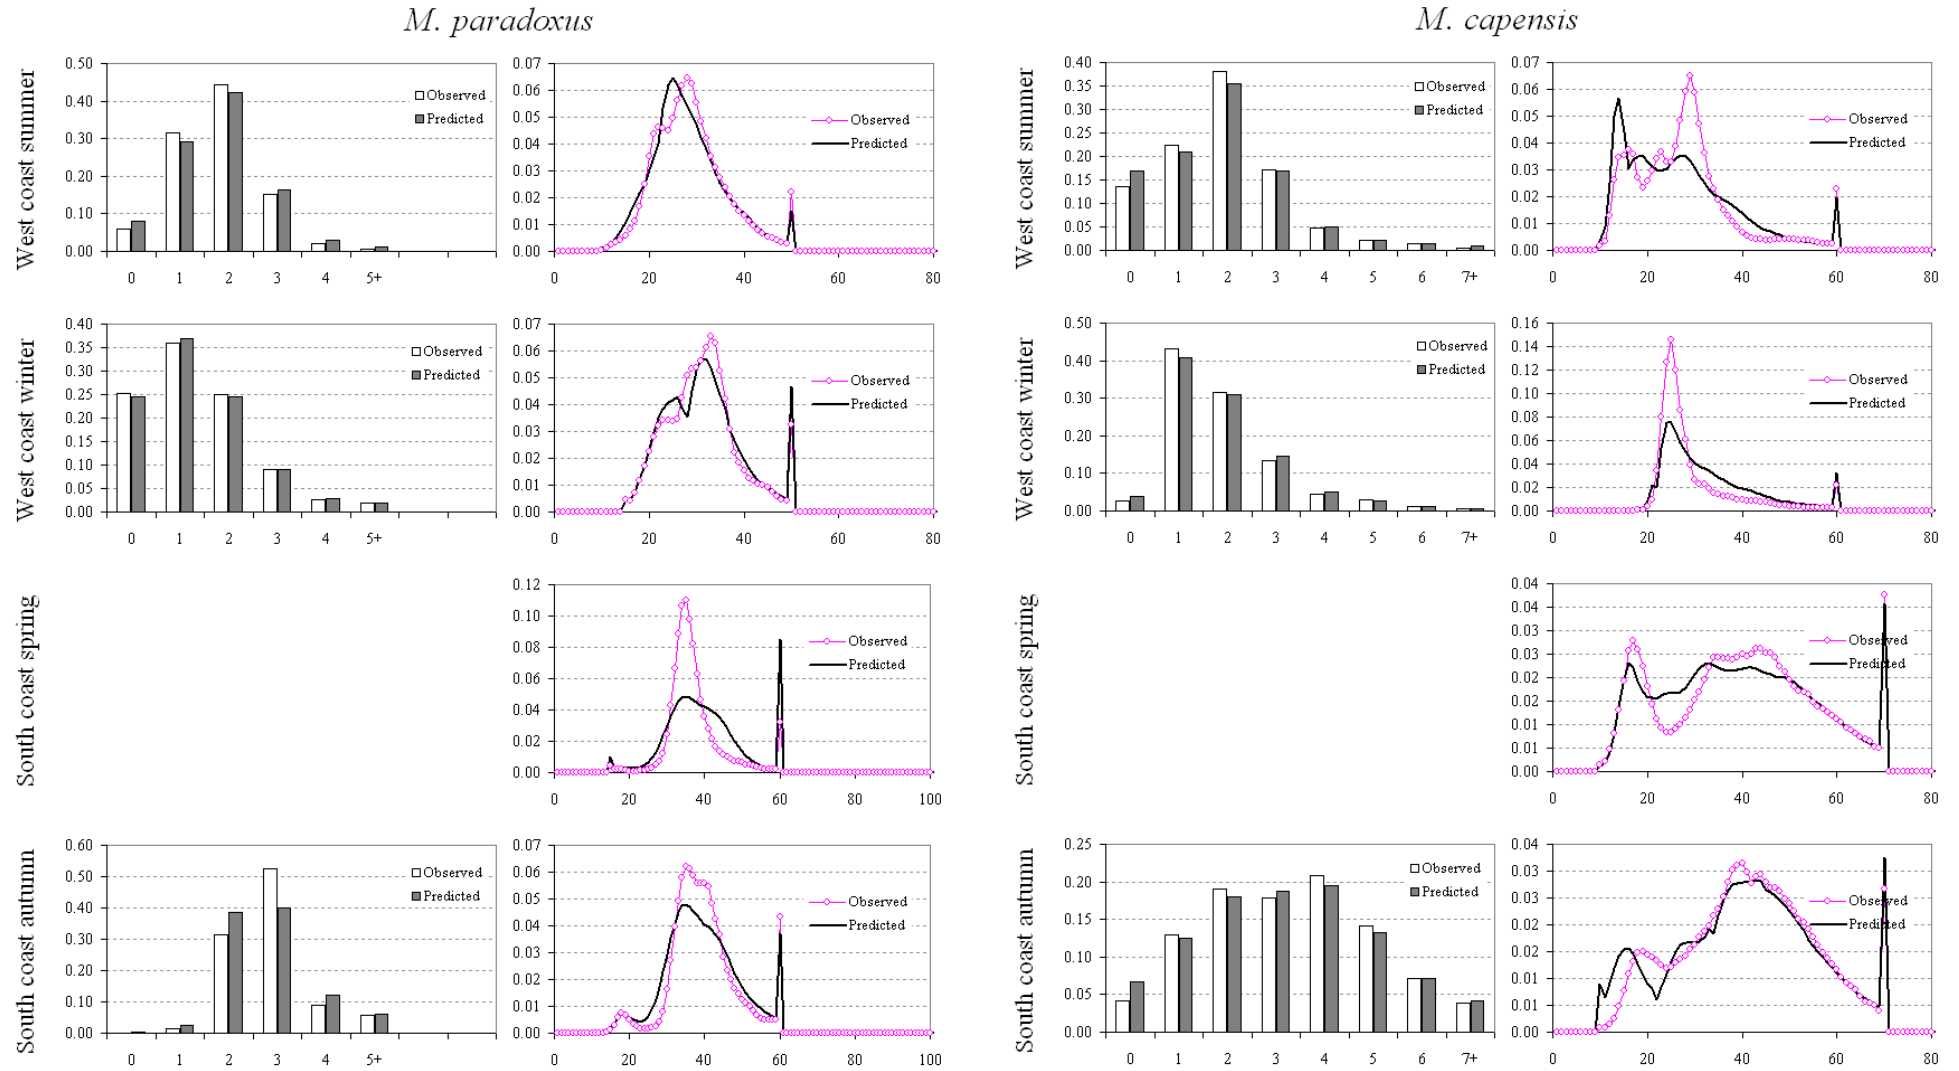 M. paradoxus
M. capensis
West coast summer
0.50
0.40
0.30
0.20
0.10
0.00
0 1 2 3 4 5+
Observed
Predicted
0.07
0.06
0.05
0.04
0.03
0.02
0.01
0.00
0 20 40 60 80
Observed
Predicted
West coast summer
0.40
0.35
0.30
0.25
0.20
0.15
0.10
0.05
0.00
0 1 2 3 4 5 6 7+
Observed
Predicted
0.07
0.06
0.05
0.04
0.03
0.02
0.01
0.00
0 20 40 60 80
Observed
Predicted
West coast winter
0.40
0.35
0.30
0.25
0.20
0.15
0.10
0.05
0.00
0 1 2 3 4 5+
Observed
Predicted
0.07
0.06
0.05
0.04
0.03
0.02
0.01
0.00
0 20 40 60 80
Observed
Predicted
West coast winter
0.50
0.40
0.30
0.20
0.10
0.00
0 1 2 3 4 5 6 7+
Observed
Predicted
0.16
0.14
0.12
0.10
0.08
0.06
0.04
0.02
0.00
0 20 40 60 80
Observed
Predicted
South coast spring
0.12
0.10
0.08
0.06
0.04
0.02
0.00
0 20 40 60 80 100
Observed
Predicted
South coast spring
0.04
0.04
0.03
0.03
0.02
0.02
0.01
0.01
0.00
0 20 40 60 80
Observed
Predicted
South coast autumn
0.60
0.50
0.40
0.30
0.20
0.10
0.00
0 1 2 3 4 5+
Observed
Predicted
0.07
0.06
0.05
0.04
0.03
0.02
0.01
0.00
0 20 40 60 80 100
Observed
Predicted
South coast autumn
0.25
0.20
0.15
0.10
0.05
0.00
0 1 2 3 4 5 6 7+
Observed
Predicted
0.04
0.03
0.03
0.02
0.02
0.01
0.01
0.00
0 20 40 60 80
Observed
Predicted